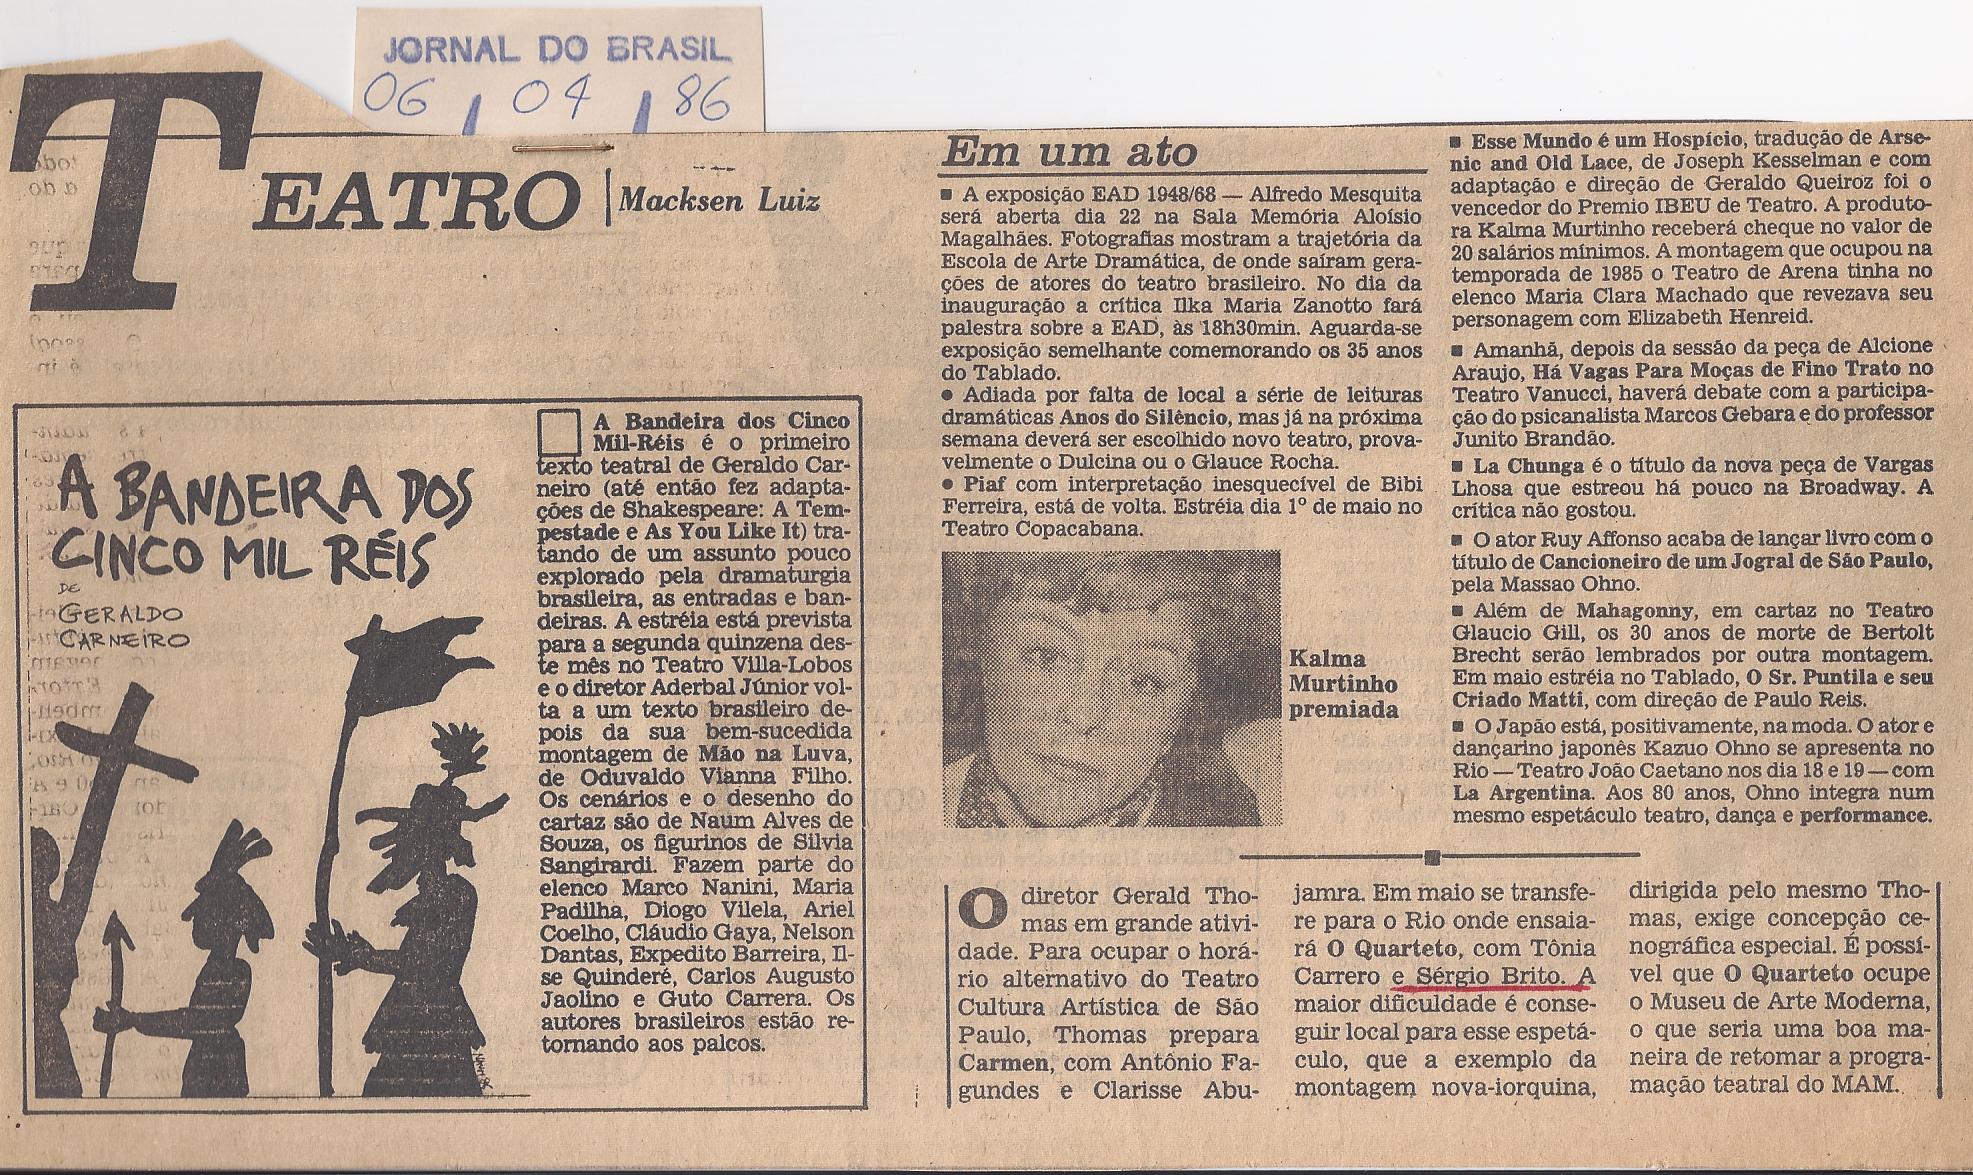 JORNAL DO BRASIL
06 / 04 / 86
TEATRO
Macksen Luiz
A BANDEIRA DOS
CINCO MIL RÉIS
DE
GERALDO
CARNEIRO
A Bandeira dos Cinco
Mil-Réis é o primeiro
texto teatral de Geraldo Car-
neiro (até então fez adapta-
ções de Shakespeare: A Tem-
pestade e As You Like It) tra-
tando de um assunto pouco
explorado pela dramaturgia
brasileira, as entradas e ban-
deiras. A estréia está prevista
para a segunda quinzena des-
te mês no Teatro Villa-Lobos
e o diretor Aderbal Júnior vol-
ta a um texto brasileiro de-
pois da sua bem-sucedida
montagem de Mão na Luva,
de Oduvaldo Vianna Filho.
Os cenários e o desenho do
cartaz são de Naum Alves de
Souza, os figurinos de Silvia
Sangirardi. Fazem parte do
elenco Marco Nanini, Maria
Padilha, Diogo Vilela, Ariel
Coelho, Cláudio Gaya, Nelson
Dantas, Expedito Barreira, Il-
se Quinderé, Carlos Augusto
Jaolino e Guto Carrera. Os
autores brasileiros estão re-
tornando aos palcos.
Em um ato
■ A exposição EAD 1948/68 — Alfredo Mesquita
será aberta dia 22 na Sala Memória Aloísio
Magalhães. Fotografias mostram a trajetória da
Escola de Arte Dramática, de onde saíram gera-
ções de atores do teatro brasileiro. No dia da
inauguração a crítica Ilka Maria Zanotto fará
palestra sobre a EAD, às 18h30min. Aguarda-se
exposição semelhante comemorando os 35 anos
do Tablado.
● Adiada por falta de local a série de leituras
dramáticas Anos do Silêncio, mas já na próxima
semana deverá ser escolhido novo teatro, prova-
velmente o Dulcina ou o Glauce Rocha.
● Piaf com interpretação inesquecível de Bibi
Ferreira, está de volta. Estréia dia 1º de maio no
Teatro Copacabana.
Kalma
Murtinho
premiada
■ Esse Mundo é um Hospício, tradução de Arse-
nic and Old Lace, de Joseph Kesselman e com
adaptação e direção de Geraldo Queiroz foi o
vencedor do Premio IBEU de Teatro. A produto-
ra Kalma Murtinho receberá cheque no valor de
20 salários mínimos. A montagem que ocupou na
temporada de 1985 o Teatro de Arena tinha no
elenco Maria Clara Machado que revezava seu
personagem com Elizabeth Henreid.
■ Amanhã, depois da sessão da peça de Alcione
Araujo, Há Vagas Para Moças de Fino Trato no
Teatro Vanucci, haverá debate com a participa-
ção do psicanalista Marcos Gebara e do professor
Junito Brandão.
■ La Chunga é o título da nova peça de Vargas
Lhosa que estreou há pouco na Broadway. A
crítica não gostou.
■ O ator Ruy Affonso acaba de lançar livro com o
título de Cancioneiro de um Jogral de São Paulo,
pela Massao Ohno.
■ Além de Mahagonny, em cartaz no Teatro
Glaucio Gill, os 30 anos de morte de Bertolt
Brecht serão lembrados por outra montagem.
Em maio estréia no Tablado, O Sr. Puntila e seu
Criado Matti, com direção de Paulo Reis.
■ O Japão está, positivamente, na moda. O ator e
dançarino japonês Kazuo Ohno se apresenta no
Rio — Teatro João Caetano nos dia 18 e 19 — com
La Argentina. Aos 80 anos, Ohno integra num
mesmo espetáculo teatro, dança e performance.
O diretor Gerald Tho-
mas em grande ativi-
dade. Para ocupar o horá-
rio alternativo do Teatro
Cultura Artística de São
Paulo, Thomas prepara
Carmen, com Antônio Fa-
gundes e Clarisse Abu-
jamra. Em maio se transfe-
re para o Rio onde ensaia-
rá O Quarteto, com Tônia
Carrero e Sérgio Brito. A
maior dificuldade é conse-
guir local para esse espetá-
culo, que a exemplo da
montagem nova-iorquina,
dirigida pelo mesmo Tho-
mas, exige concepção ce-
nográfica especial. É possí-
vel que O Quarteto ocupe
o Museu de Arte Moderna,
o que seria uma boa ma-
neira de retomar a progra-
mação teatral do MAM.